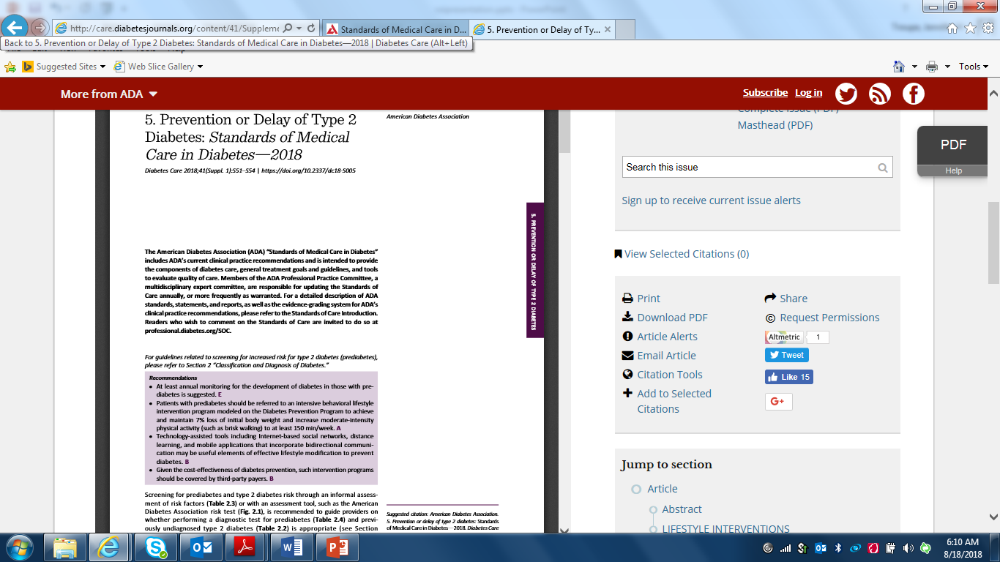 http://care.diabetesjournals.org/content/41/Suppleme
Standards of Medical Care in D...
5. Prevention or Delay of Ty...
Back to 5. Prevention or Delay of Type 2 Diabetes: Standards of Medical Care in Diabetes—2018 | Diabetes Care (Alt+Left)
Suggested Sites
Web Slice Gallery
Tools
More from ADA
Subscribe
Log in
5. Prevention or Delay of Type 2
Diabetes: Standards of Medical
Care in Diabetes—2018
Diabetes Care 2018;41(Suppl. 1):S51–S54 | https://doi.org/10.2337/dc18-S005
American Diabetes Association
5. PREVENTION OR DELAY OF TYPE 2 DIABETES
The American Diabetes Association (ADA) “Standards of Medical Care in Diabetes”
includes ADA’s current clinical practice recommendations and is intended to provide
the components of diabetes care, general treatment goals and guidelines, and tools
to evaluate quality of care. Members of the ADA Professional Practice Committee, a
multidisciplinary expert committee, are responsible for updating the Standards of
Care annually, or more frequently as warranted. For a detailed description of ADA
standards, statements, and reports, as well as the evidence-grading system for ADA’s
clinical practice recommendations, please refer to the Standards of Care Introduction.
Readers who wish to comment on the Standards of Care are invited to do so at
professional.diabetes.org/SOC.
For guidelines related to screening for increased risk for type 2 diabetes (prediabetes),
please refer to Section 2 “Classification and Diagnosis of Diabetes.”
Recommendations
• At least annual monitoring for the development of diabetes in those with pre-
diabetes is suggested. E
• Patients with prediabetes should be referred to an intensive behavioral lifestyle
intervention program modeled on the Diabetes Prevention Program to achieve
and maintain 7% loss of initial body weight and increase moderate-intensity
physical activity (such as brisk walking) to at least 150 min/week. A
• Technology-assisted tools including Internet-based social networks, distance
learning, and mobile applications that incorporate bidirectional communi-
cation may be useful elements of effective lifestyle modification to prevent
diabetes. B
• Given the cost-effectiveness of diabetes prevention, such intervention programs
should be covered by third-party payers. B
Screening for prediabetes and type 2 diabetes risk through an informal assess-
ment of risk factors (Table 2.3) or with an assessment tool, such as the American
Diabetes Association risk test (Fig. 2.1), is recommended to guide providers on
whether performing a diagnostic test for prediabetes (Table 2.4) and previ-
ously undiagnosed type 2 diabetes (Table 2.2) is appropriate (see Section
Suggested citation: American Diabetes Association.
5. Prevention or delay of type 2 diabetes: Standards
of Medical Care in Diabetes—2018. Diabetes Care
Complete Issue (PDF)
Masthead (PDF)
PDF
Help
Search this issue
Sign up to receive current issue alerts
View Selected Citations (0)
Print
Download PDF
Article Alerts
Email Article
Citation Tools
Add to Selected
Citations
Share
Request Permissions
Altmetric 1
Tweet
Like 15
G+
Jump to section
Article
Abstract
LIFESTYLE INTERVENTIONS
6:10 AM
8/18/2018